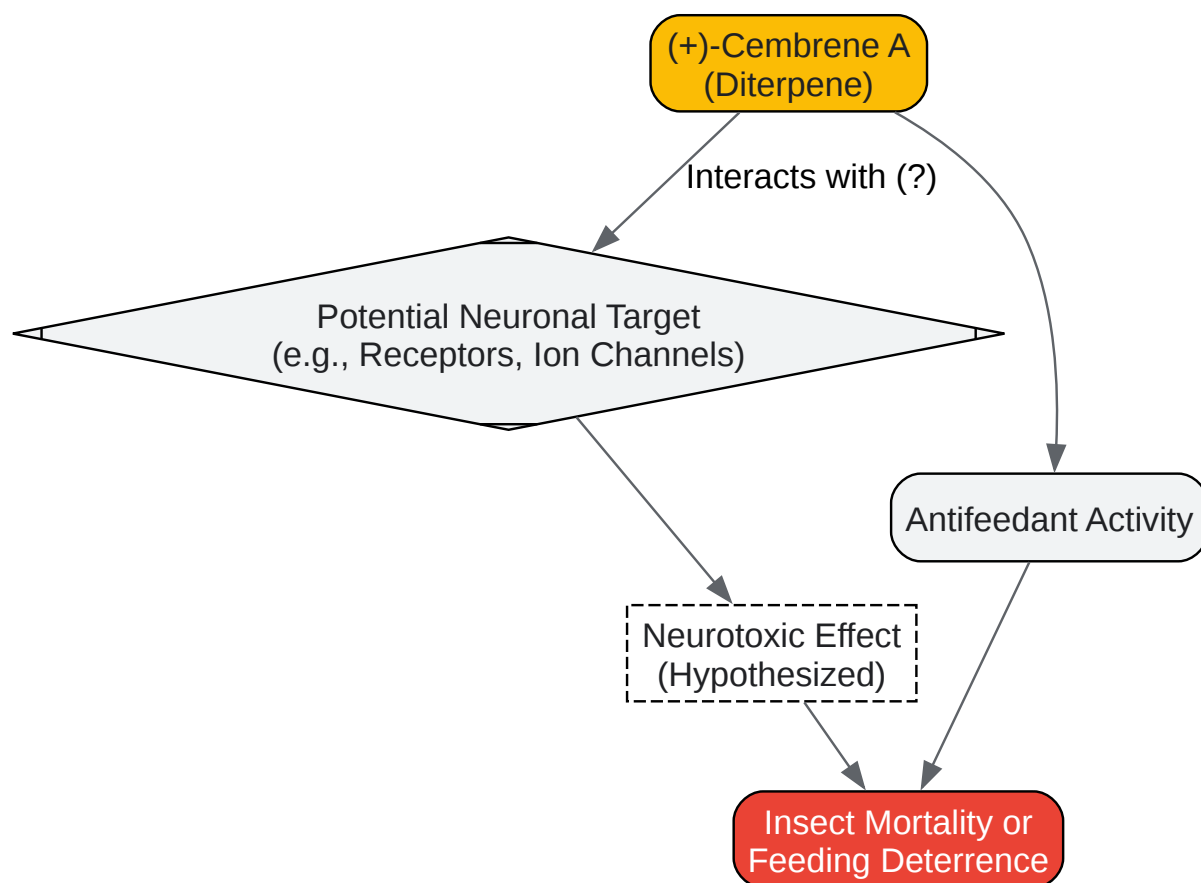 (+)-Cembrene A
(Diterpene)
Interacts with (?)
Potential Neuronal Target
(e.g., Receptors, Ion Channels)
Antifeedant Activity
Neurotoxic Effect
(Hypothesized)
Insect Mortality or
Feeding Deterrence